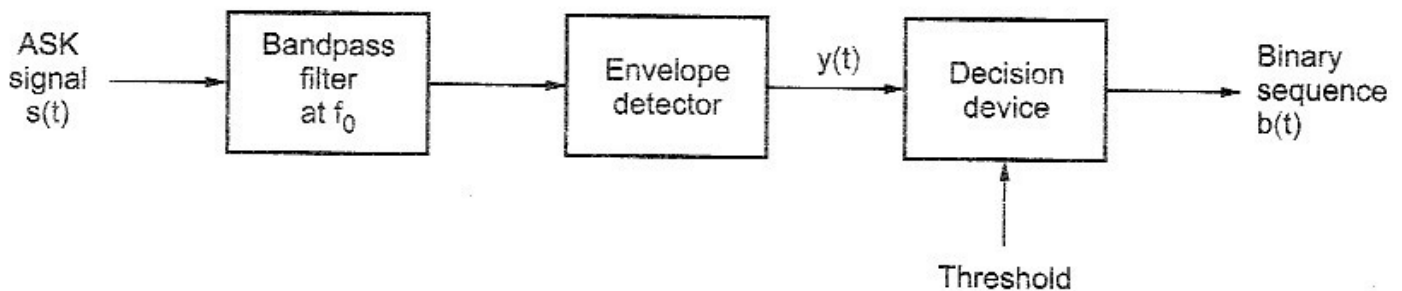 ASK
signal
s(t)
Bandpass
filter
at f₀
Envelope
detector
y(t)
Decision
device
Binary
sequence
b(t)
Threshold